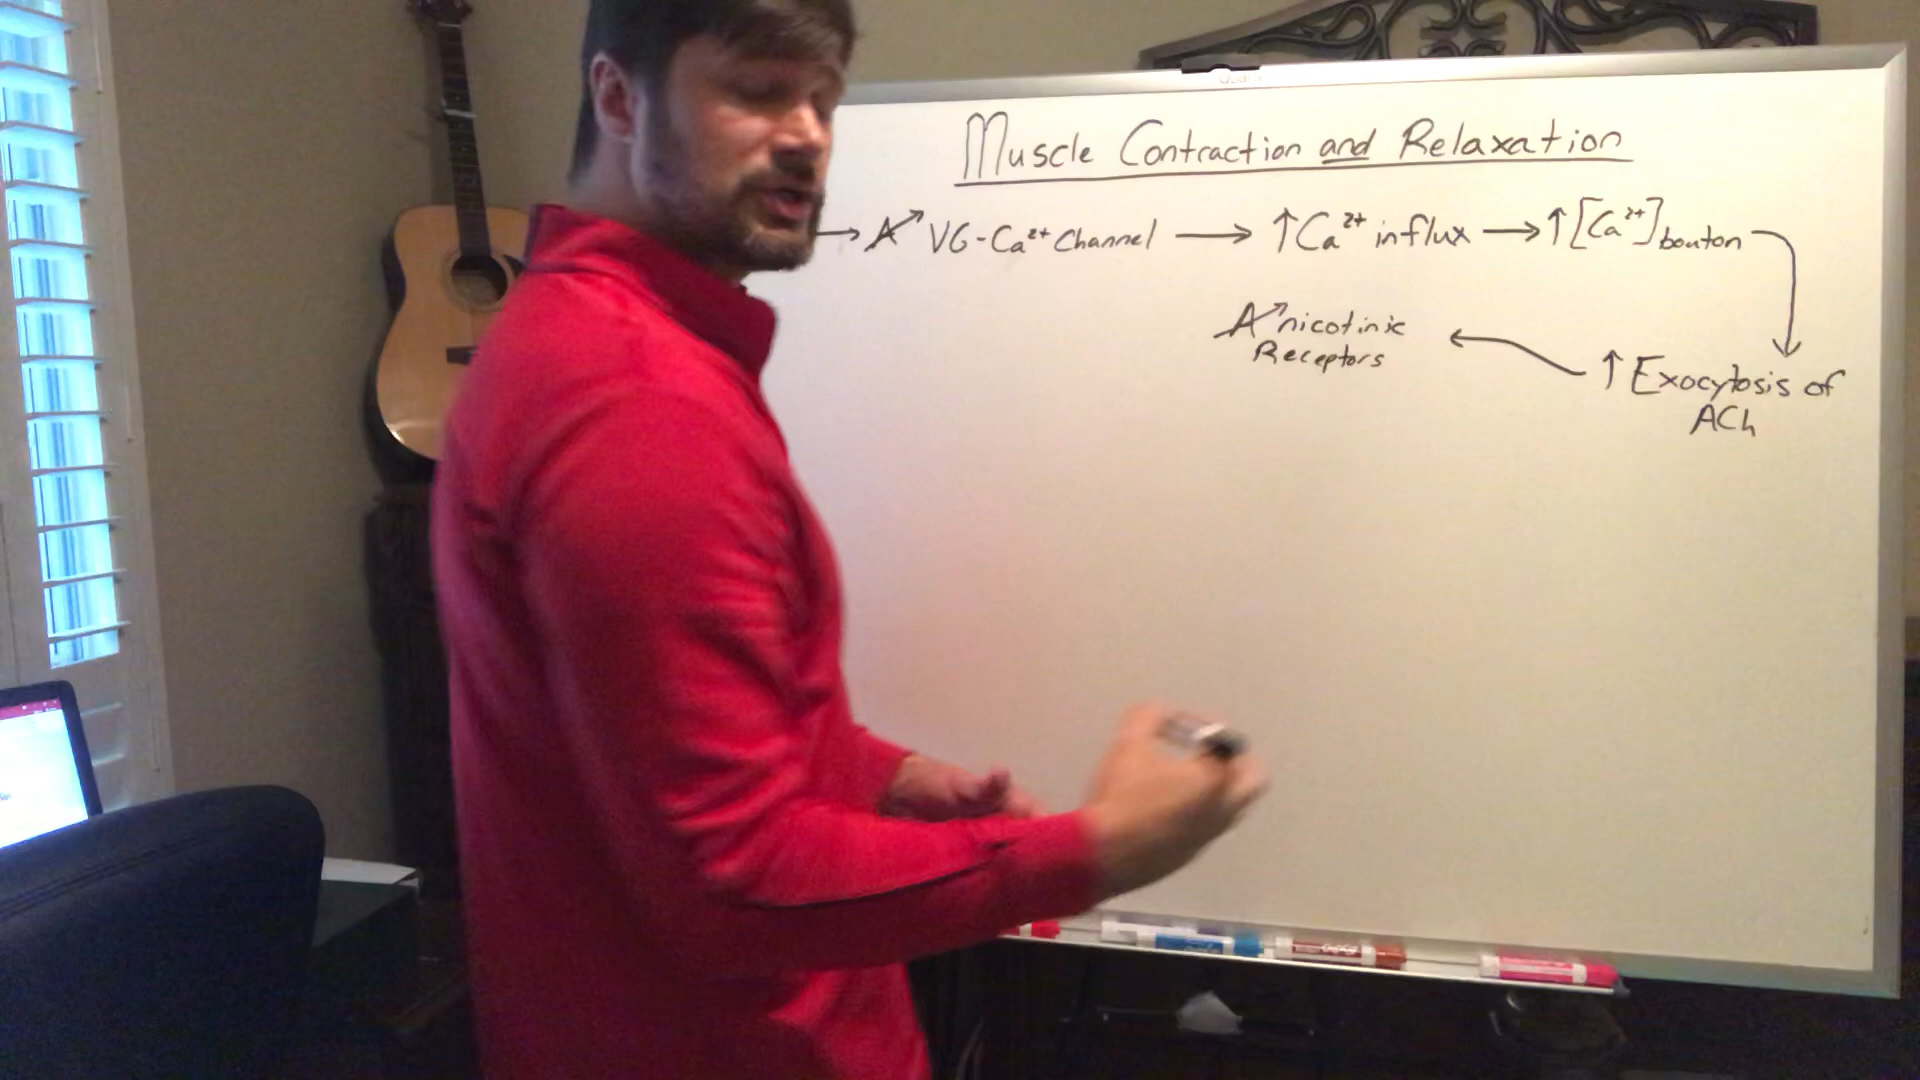 Muscle Contraction and Relaxation
→ A↗ VG-Ca²⁺ Channel → ↑Ca²⁺ influx → ↑[Ca²⁺]bouton
A↗ nicotinic
Receptors
↑ Exocytosis of
ACh